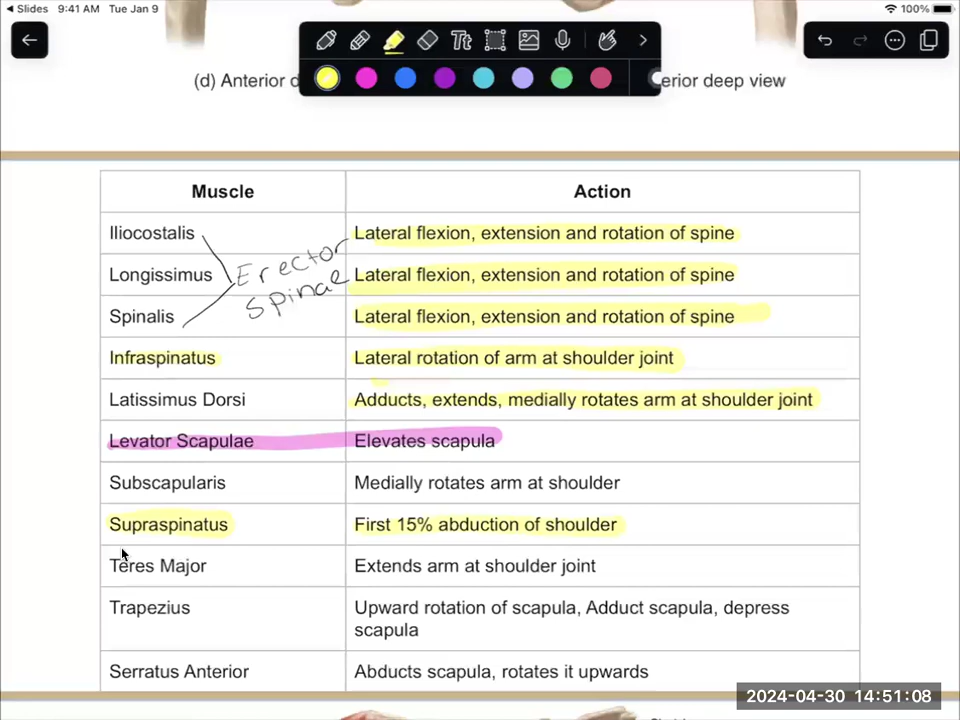 Slides 9:41 AM Tue Jan 9 100%
Tt
(d) Anterior d erior deep view
Muscle Action
Iliocostalis Lateral flexion, extension and rotation of spine
Longissimus Lateral flexion, extension and rotation of spine
Erector
Spinae
Spinalis Lateral flexion, extension and rotation of spine
Infraspinatus Lateral rotation of arm at shoulder joint
Latissimus Dorsi Adducts, extends, medially rotates arm at shoulder joint
Levator Scapulae Elevates scapula
Subscapularis Medially rotates arm at shoulder
Supraspinatus First 15% abduction of shoulder
Teres Major Extends arm at shoulder joint
Trapezius Upward rotation of scapula, Adduct scapula, depress
scapula
Serratus Anterior Abducts scapula, rotates it upwards
2024-04-30 14:51:08